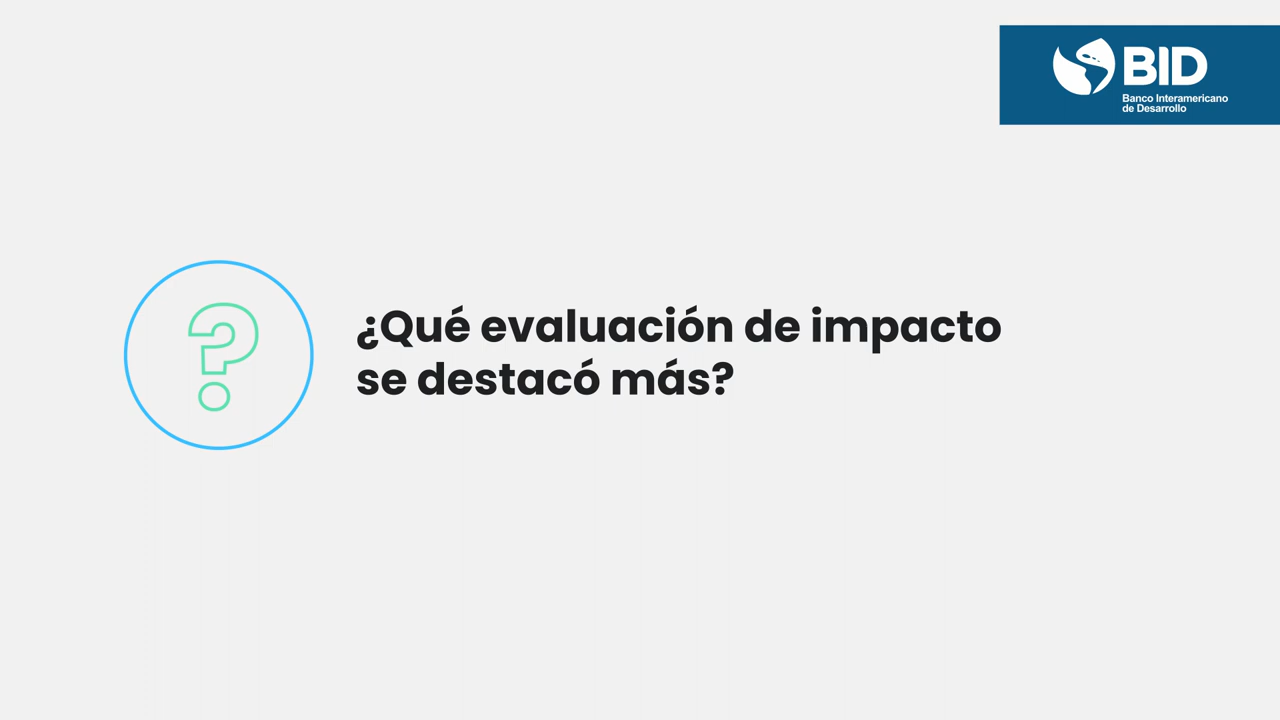 BID
Banco Interamericano
de Desarrollo
¿Qué evaluación de impacto
se destacó más?